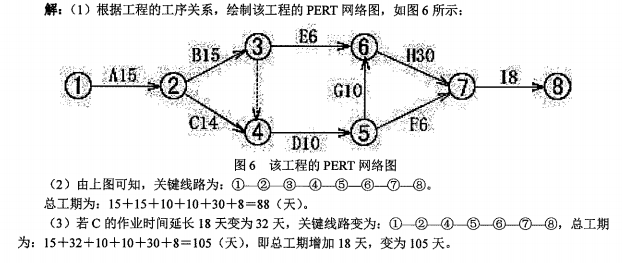 解：（1）根据工程的工序关系，绘制该工程的PERT网络图，如图6所示：
③ E6 ⑥
B15 H30
① A15 ② G10 ⑦ I8 ⑧
C14 F6
④ D10 ⑤
图6 该工程的PERT网络图
（2）由上图可知，关键线路为：①—②—③—④—⑤—⑥—⑦—⑧。
总工期为：15＋15＋10＋10＋30＋8＝88（天）。
（3）若C的作业时间延长18天变为32天，关键线路变为：①—②—④—⑤—⑥—⑦—⑧，总工期
为：15＋32＋10＋10＋30＋8＝105（天），即总工期增加18天，变为105天。